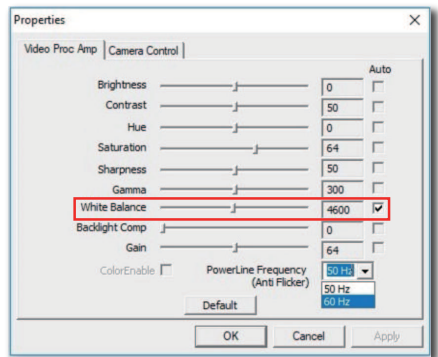 Properties
Video Proc Amp Camera Control
Auto
Brightness 0
Contrast 50
Hue 0
Saturation 64
Sharpness 50
Gamma 300
White Balance 4600
Backlight Comp 0
Gain 64
ColorEnable PowerLine Frequency 50 Hz
(Anti Flicker)
50 Hz
60 Hz
Default
OK Cancel Apply